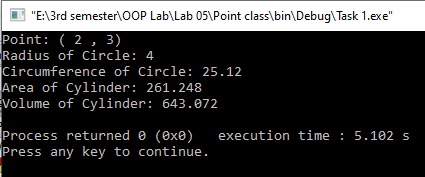 "E:\3rd semester\OOP Lab\Lab 05\Point class\bin\Debug\Task 1.exe"
Point: ( 2 , 3)
Radius of Circle: 4
Circumference of Circle: 25.12
Area of Cylinder: 261.248
Volume of Cylinder: 643.072
Process returned 0 (0x0)   execution time : 5.102 s
Press any key to continue.